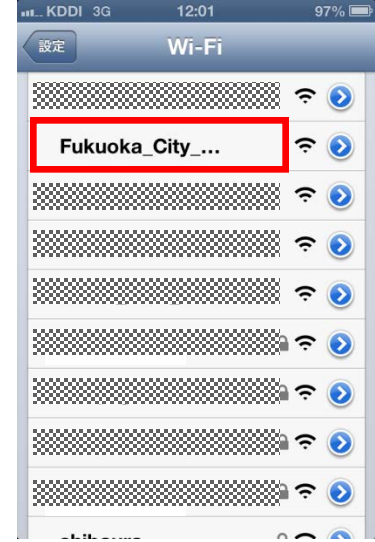 KDDI 3G 12:01 97%
設定 Wi-Fi
Fukuoka_City_...